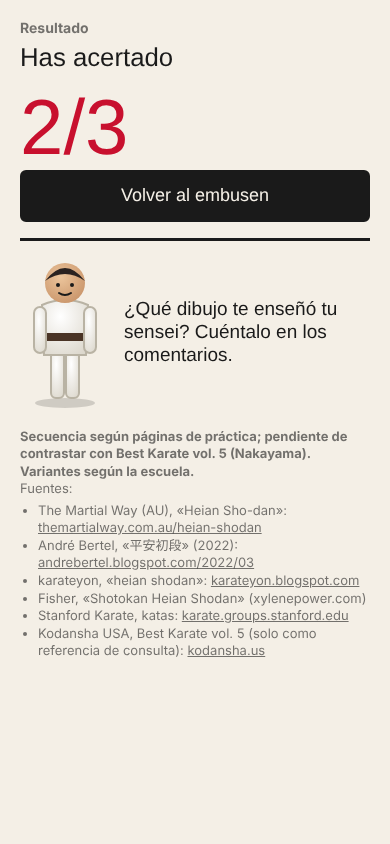 Resultado
Has acertado
2/3
Volver al embusen
¿Qué dibujo te enseñó tu
sensei? Cuéntalo en los
comentarios.
Secuencia según páginas de práctica; pendiente de
contrastar con Best Karate vol. 5 (Nakayama).
Variantes según la escuela.
Fuentes:
• The Martial Way (AU), «Heian Sho-dan»:
themartialway.com.au/heian-shodan
• André Bertel, «平安初段» (2022):
andrebertel.blogspot.com/2022/03
• karateyon, «heian shodan»: karateyon.blogspot.com
• Fisher, «Shotokan Heian Shodan» (xylenepower.com)
• Stanford Karate, katas: karate.groups.stanford.edu
• Kodansha USA, Best Karate vol. 5 (solo como
referencia de consulta): kodansha.us